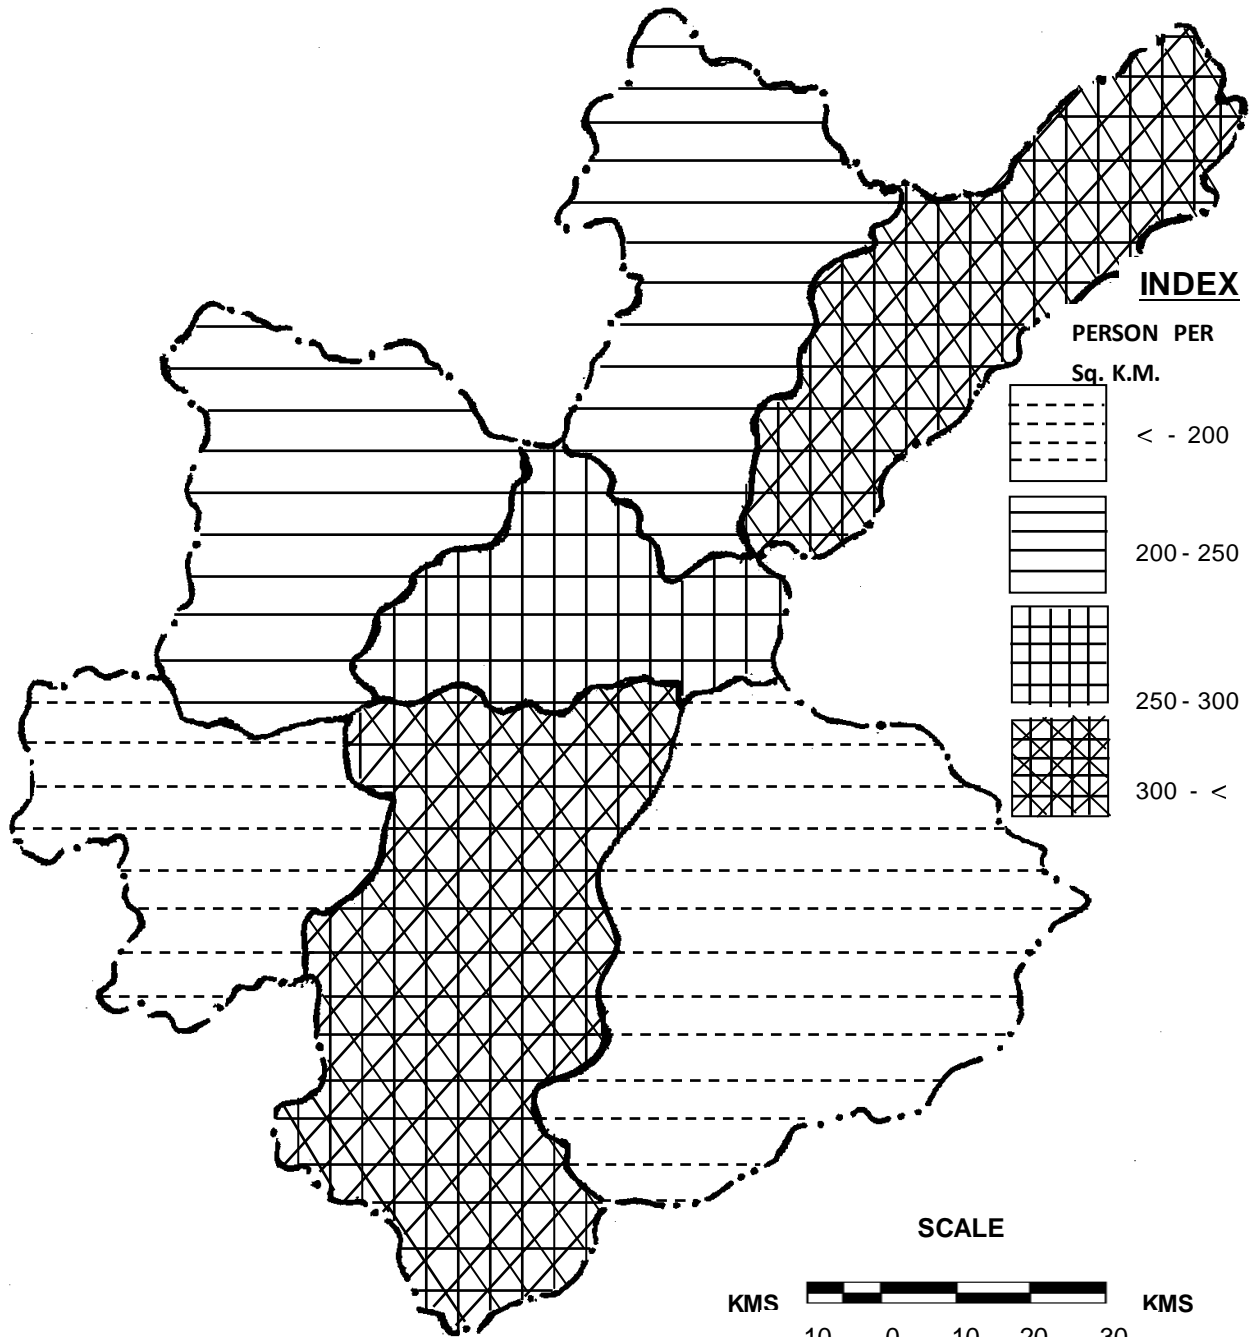 INDEX
PERSON PER
Sq. K.M.
< - 200
200 - 250
250 - 300
300 - <
SCALE
KMS KMS
10 0 10 20 30